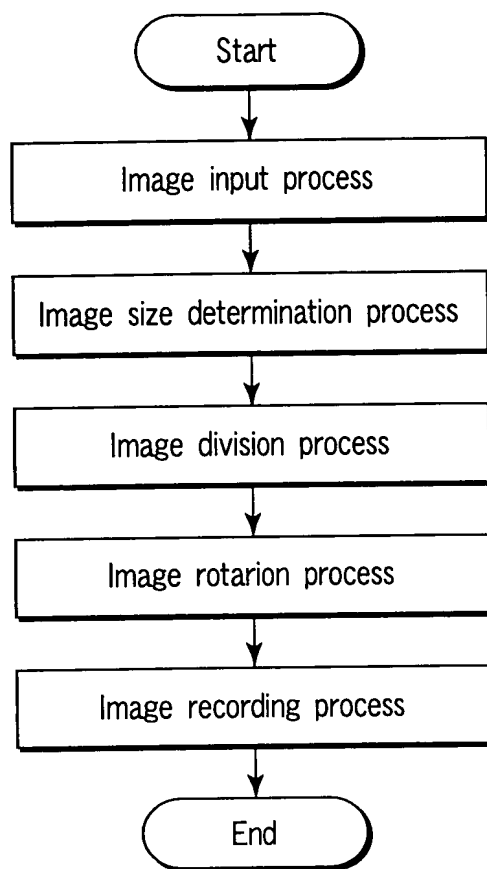 Start
Image input process
Image size determination process
Image division process
Image rotarion process
Image recording process
End